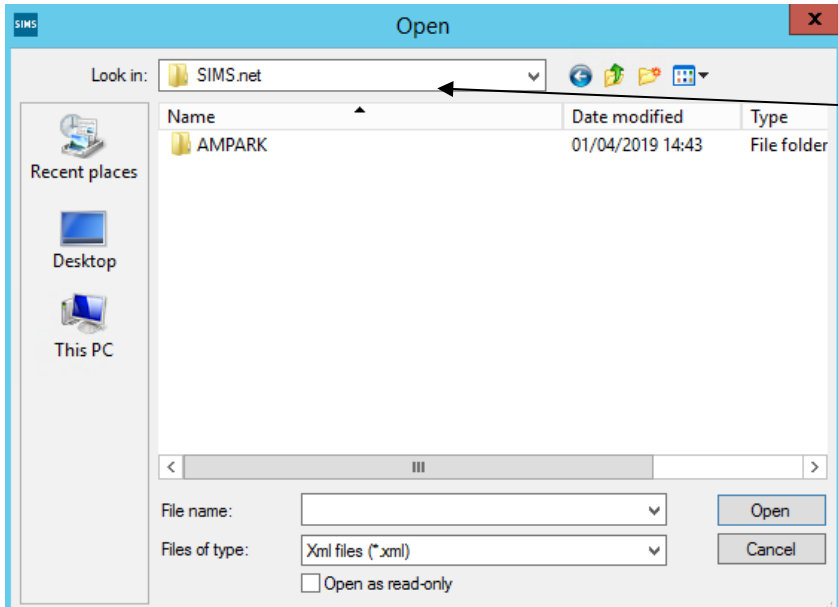 SIMS
Open
x
Look in: SIMS.net
Name Date modified Type
AMPARK 01/04/2019 14:43 File folder
Recent places
Desktop
This PC
File name: Open
Files of type: Xml files (*.xml) Cancel
Open as read-only